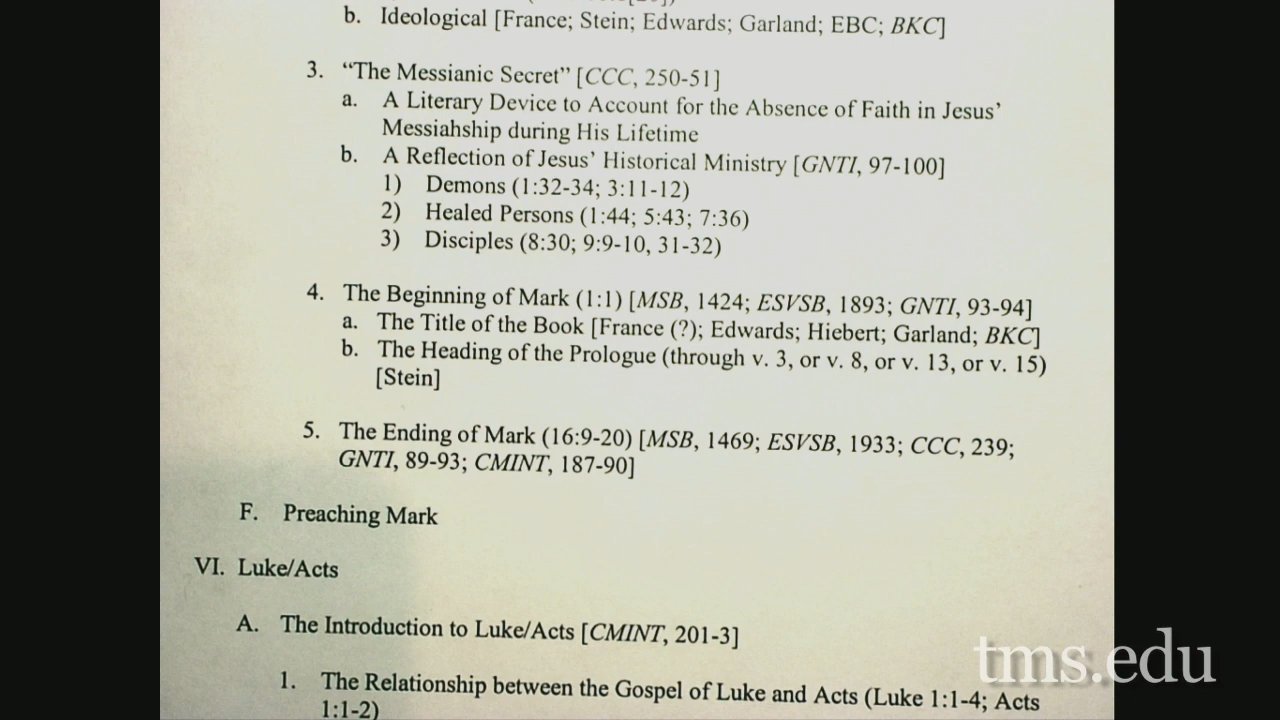 b. Ideological [France; Stein; Edwards; Garland; EBC; BKC]
3. “The Messianic Secret” [CCC, 250-51]
a. A Literary Device to Account for the Absence of Faith in Jesus’
Messiahship during His Lifetime
b. A Reflection of Jesus’ Historical Ministry [GNTI, 97-100]
1) Demons (1:32-34; 3:11-12)
2) Healed Persons (1:44; 5:43; 7:36)
3) Disciples (8:30; 9:9-10, 31-32)
4. The Beginning of Mark (1:1) [MSB, 1424; ESVSB, 1893; GNTI, 93-94]
a. The Title of the Book [France (?); Edwards; Hiebert; Garland; BKC]
b. The Heading of the Prologue (through v. 3, or v. 8, or v. 13, or v. 15)
[Stein]
5. The Ending of Mark (16:9-20) [MSB, 1469; ESVSB, 1933; CCC, 239;
GNTI, 89-93; CMINT, 187-90]
F. Preaching Mark
VI. Luke/Acts
A. The Introduction to Luke/Acts [CMINT, 201-3]
1. The Relationship between the Gospel of Luke and Acts (Luke 1:1-4; Acts
1:1-2)
tms.edu